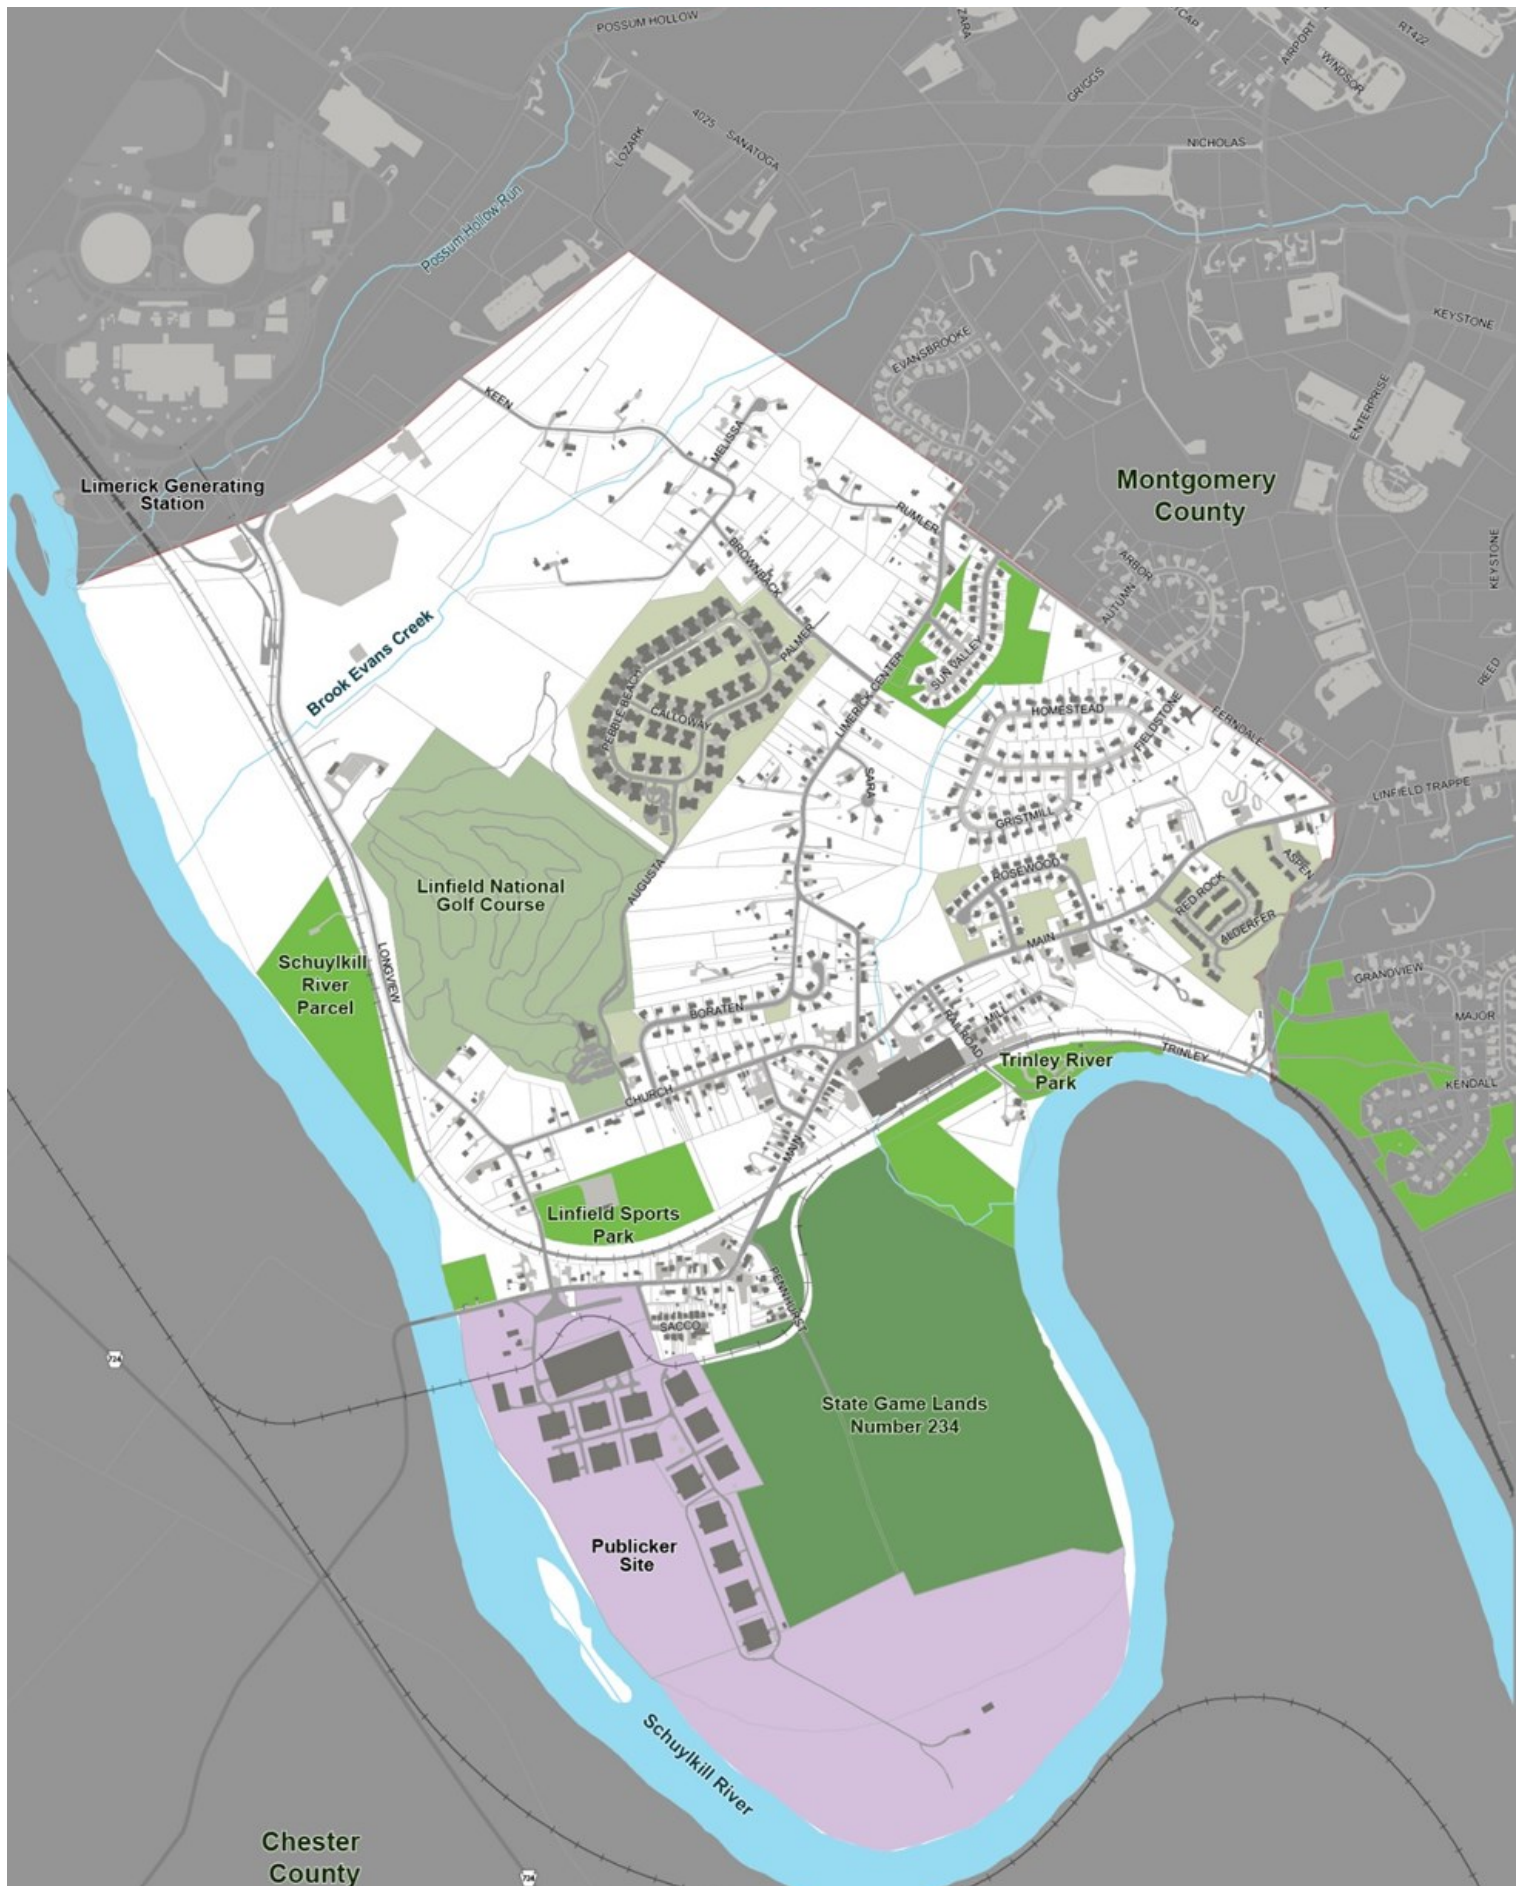 POSSUM HOLLOW
ZARA
YCAP
AIRPORT
RT422
WINDSOR
GRIGGS
4025 SANATOGA
LOZARK
NICHOLAS
Possum Hollow Run
KEYSTONE
EVANSBROOKE
ENTERPRISE
KEEN
MELISSA
Limerick Generating
Station
Montgomery
County
RUMLER
BROWNBACK
ARBOR
AUTUMN
KEYSTONE
Brook Evans Creek
PALMER
PEBBLE BEACH
CALLOWAY
LIMERICK CENTER
SUN VALLEY
REED
HOMESTEAD
FIELDSTONE
FERNDALE
SARA
LINFIELD TRAPPE
GRISTMILL
ROSEWOOD
ASPEN
Linfield National
Golf Course
AUGUSTA
RED ROCK
ALDERFER
MAIN
LONGVIEW
Schuylkill
River
Parcel
GRANDVIEW
BORATEN
RAILROAD
MILL
MAJOR
TRINLEY
Trinley River
Park
KENDALL
CHURCH
MAIN
Linfield Sports
Park
PENNHURST
SACCO
724
State Game Lands
Number 234
Publicker
Site
Schuylkill River
Chester
County
724